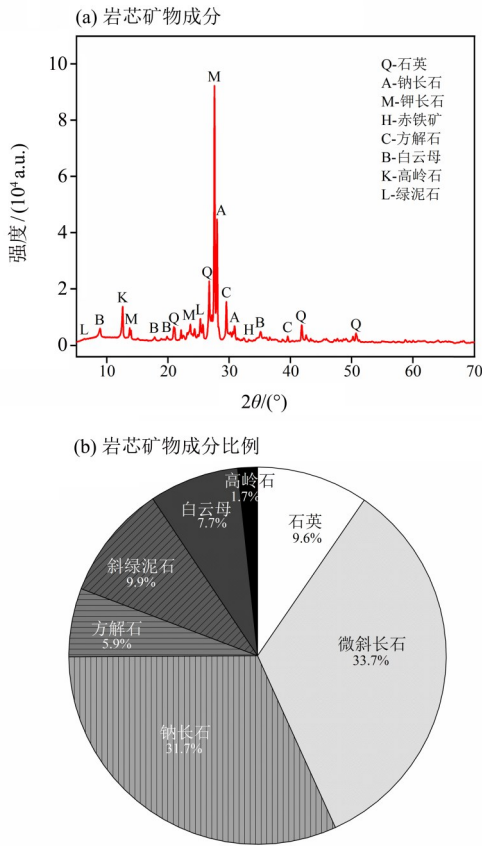 (a) 岩芯矿物成分
10
8
6
4
2
0
强度 / (10⁴ a.u.)
Q-石英
A-钠长石
M-钾长石
H-赤铁矿
C-方解石
B-白云母
K-高岭石
L-绿泥石
M
A
Q
C
K
L
B
M
B
B
Q
M
L
A
H
B
C
Q
Q
10
20
30
40
50
60
70
2θ/(°)
(b) 岩芯矿物成分比例
高岭石
1.7%
石英
9.6%
白云母
7.7%
斜绿泥石
9.9%
方解石
5.9%
微斜长石
33.7%
钠长石
31.7%